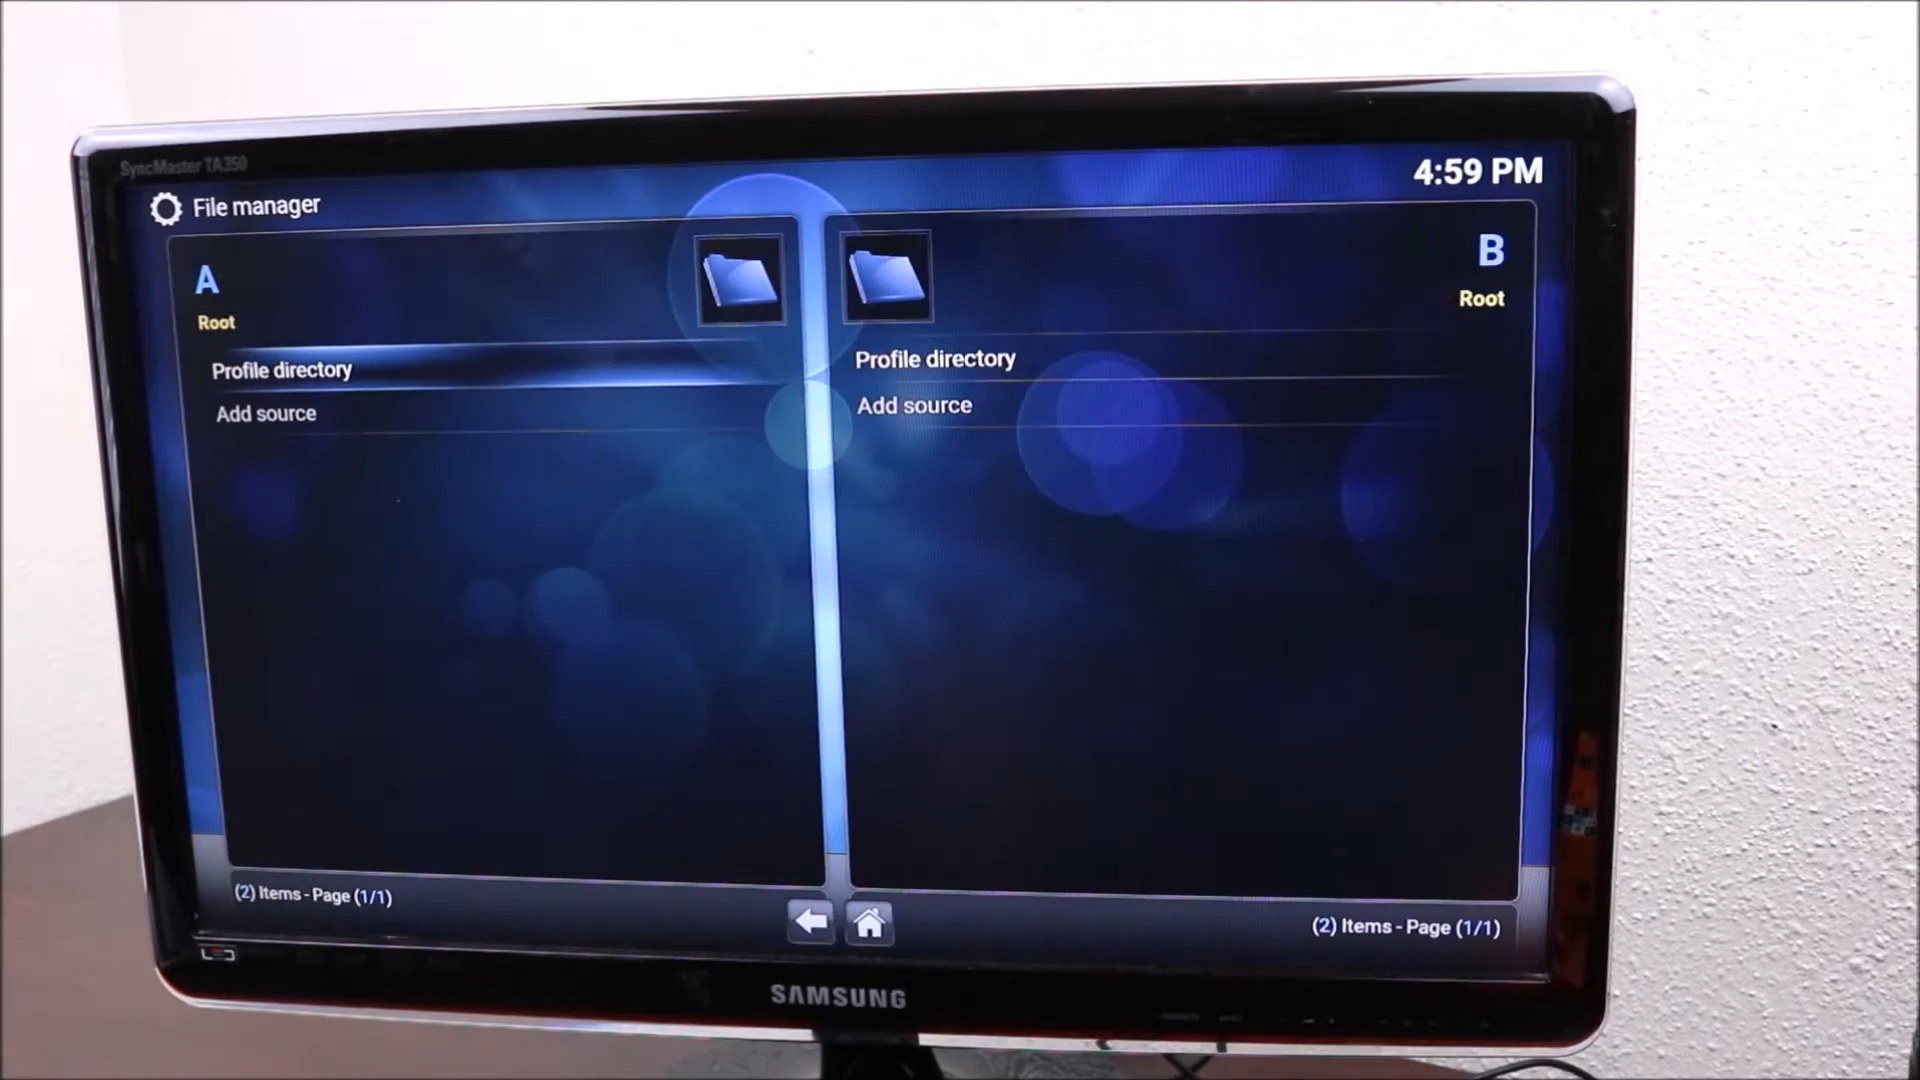 SyncMaster TA350
File manager
4:59 PM
A
Root
Profile directory
Add source
(2) Items - Page (1/1)
B
Root
Profile directory
Add source
(2) Items - Page (1/1)
LED
SAMSUNG